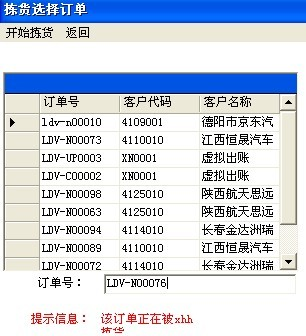 拣货选择订单
开始拣货 返回
订单号 客户代码 客户名称
ldv-n00010 4109001 德阳市京东汽
LDV-N00073 4110010 江西恒晟汽车
LDV-UP0003 XN0001 虚拟出账
LDV-C00002 XN0001 虚拟出账
LDV-N00098 4125010 陕西航天思远
LDV-N00063 4125010 陕西航天思远
LDV-N00094 4114010 长春金达洲瑞
LDV-N00089 4110010 江西恒晟汽车
LDV-N00072 4114010 长春金达洲瑞
订单号： LDV-N00076
提示信息： 该订单正在被xhh
拣货